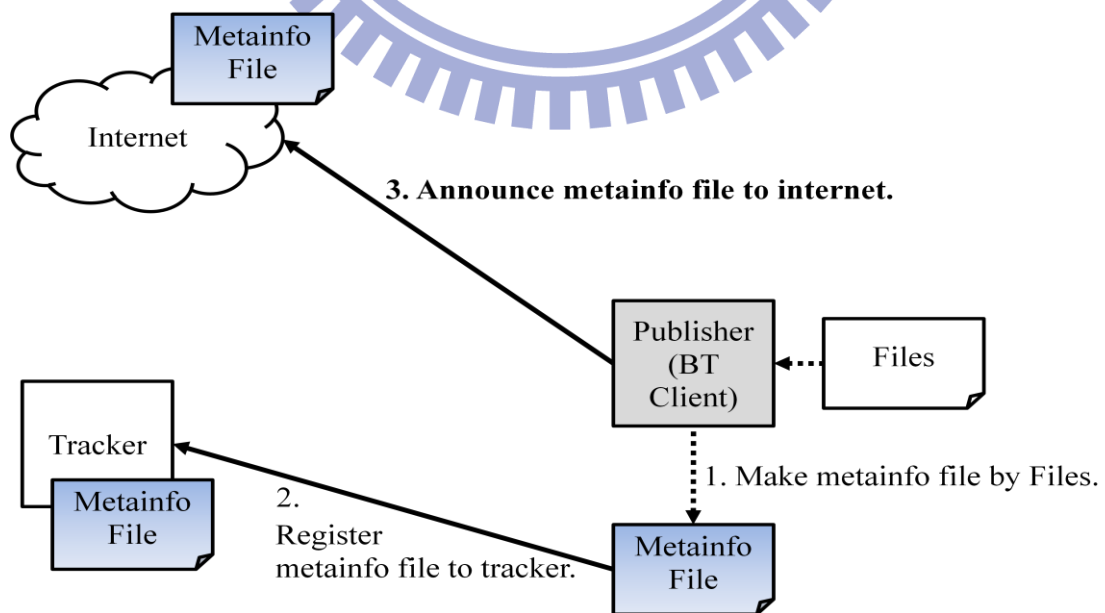 Metainfo
File
Internet
3. Announce metainfo file to internet.
Publisher
(BT
Client)
Files
Tracker
Metainfo
File
1. Make metainfo file by Files.
2.
Register
metainfo file to tracker.
Metainfo
File